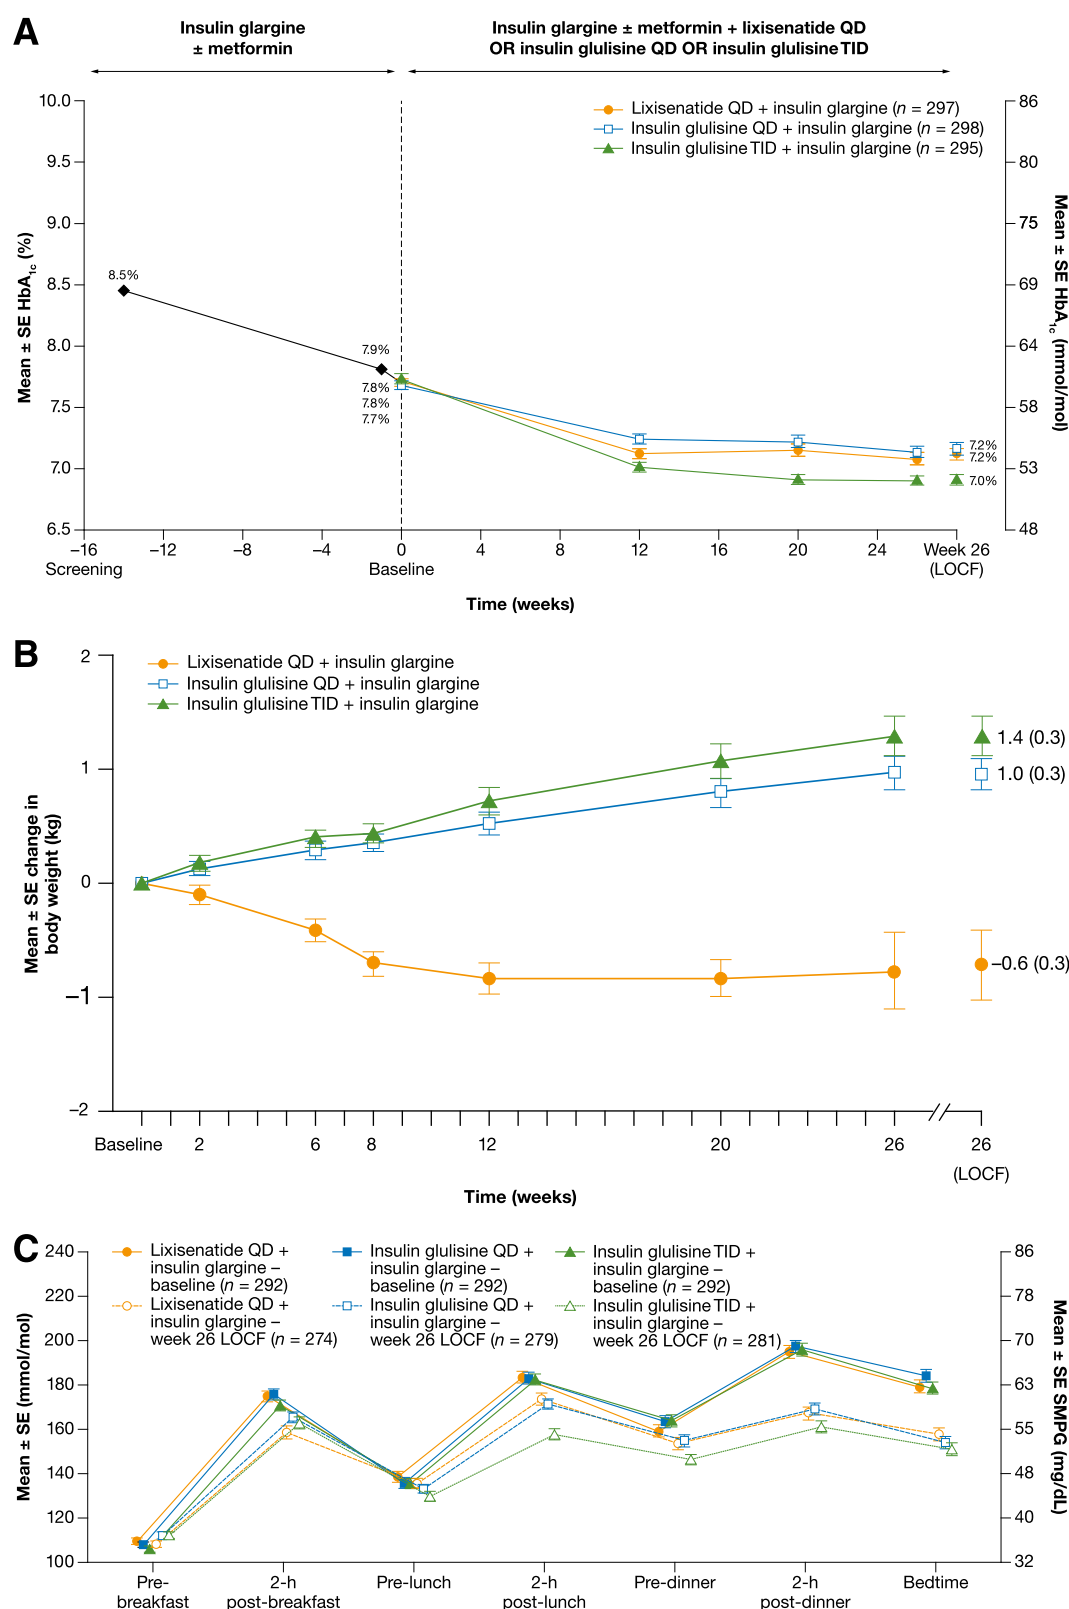 A
Insulin glargine
± metformin
Insulin glargine ± metformin + lixisenatide QD
OR insulin glulisine QD OR insulin glulisine TID
Lixisenatide QD + insulin glargine (n = 297)
Insulin glulisine QD + insulin glargine (n = 298)
Insulin glulisine TID + insulin glargine (n = 295)
Mean ± SE HbA1c (%)
10.0
9.5
9.0
8.5
8.0
7.5
7.0
6.5
8.5%
7.9%
7.8%
7.8%
7.7%
7.2%
7.2%
7.0%
86
80
75
69
64
58
53
48
Mean ± SE HbA1c (mmol/mol)
–16 –12 –8 –4 0 4 8 12 16 20 24 Week 26
Screening Baseline (LOCF)
Time (weeks)
B
Lixisenatide QD + insulin glargine
Insulin glulisine QD + insulin glargine
Insulin glulisine TID + insulin glargine
Mean ± SE change in
body weight (kg)
2
1
0
–1
–2
1.4 (0.3)
1.0 (0.3)
–0.6 (0.3)
Baseline 2 6 8 12 20 26 26
(LOCF)
Time (weeks)
C
Lixisenatide QD +
insulin glargine –
baseline (n = 292)
Insulin glulisine QD +
insulin glargine –
baseline (n = 292)
Insulin glulisine TID +
insulin glargine –
baseline (n = 292)
Lixisenatide QD +
insulin glargine –
week 26 LOCF (n = 274)
Insulin glulisine QD +
insulin glargine –
week 26 LOCF (n = 279)
Insulin glulisine TID +
insulin glargine –
week 26 LOCF (n = 281)
Mean ± SE (mmol/mol)
240
220
200
180
160
140
120
100
86
78
70
63
55
48
40
32
Mean ± SE SMPG (mg/dL)
Pre- 2-h Pre-lunch 2-h Pre-dinner 2-h Bedtime
breakfast post-breakfast post-lunch post-dinner